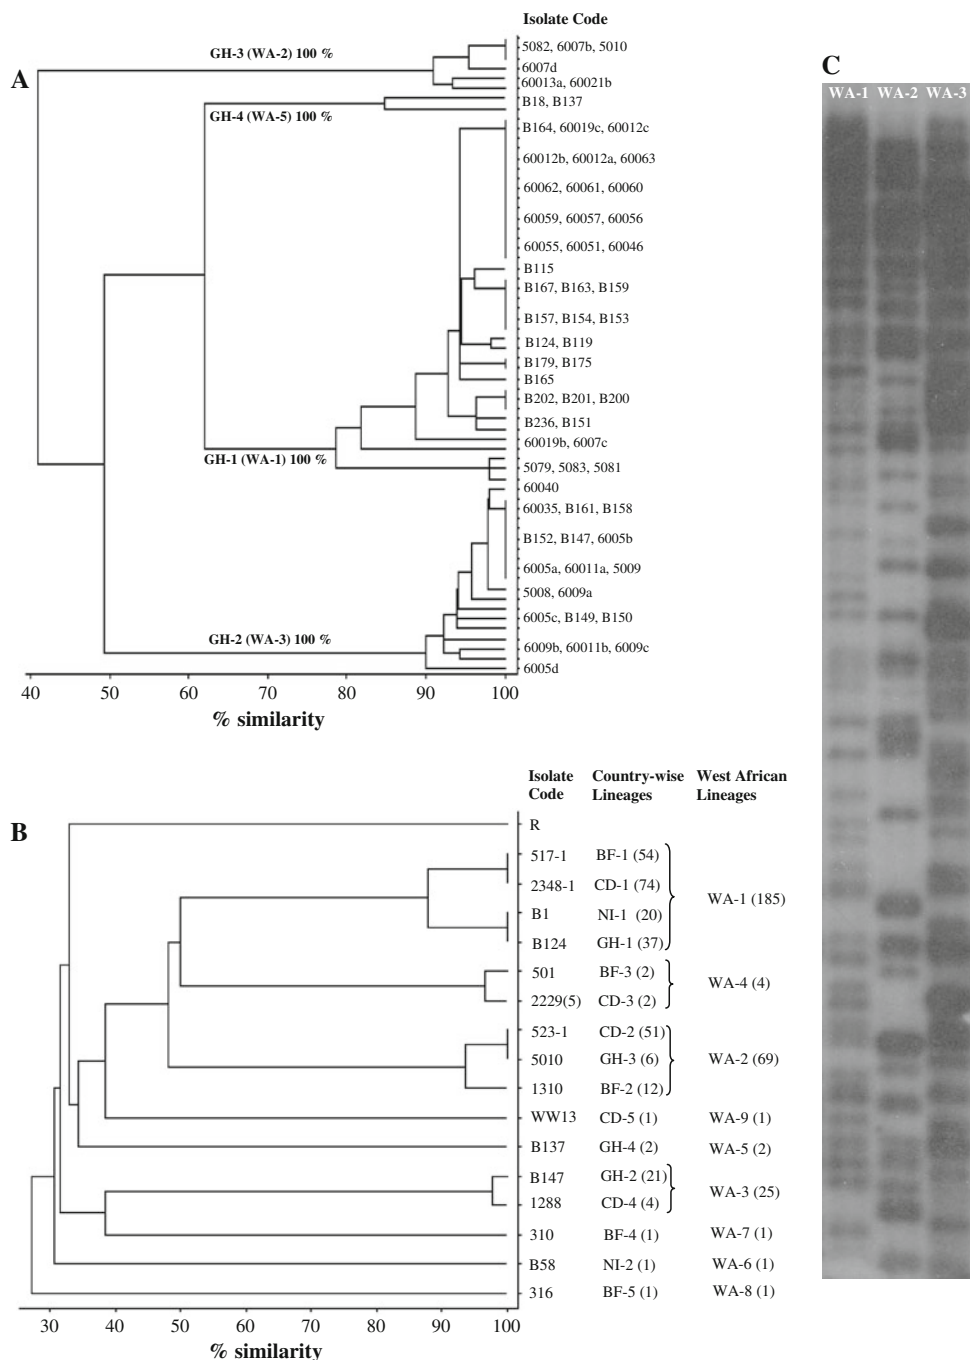 Isolate Code
A
GH-3 (WA-2) 100 %
5082, 6007b, 5010
6007d
60013a, 60021b
B18, B137
GH-4 (WA-5) 100 %
B164, 60019c, 60012c
60012b, 60012a, 60063
60062, 60061, 60060
60059, 60057, 60056
60055, 60051, 60046
B115
B167, B163, B159
B157, B154, B153
B124, B119
B179, B175
B165
B202, B201, B200
B236, B151
60019b, 6007c
GH-1 (WA-1) 100 %
5079, 5083, 5081
60040
60035, B161, B158
B152, B147, 6005b
6005a, 60011a, 5009
5008, 6009a
6005c, B149, B150
GH-2 (WA-3) 100 %
6009b, 60011b, 6009c
6005d
40 50 60 70 80 90 100
% similarity
B
Isolate Code Country-wise Lineages West African Lineages
R
517-1 BF-1 (54)
2348-1 CD-1 (74)
WA-1 (185)
B1 NI-1 (20)
B124 GH-1 (37)
501 BF-3 (2)
WA-4 (4)
2229(5) CD-3 (2)
523-1 CD-2 (51)
5010 GH-3 (6) WA-2 (69)
1310 BF-2 (12)
WW13 CD-5 (1) WA-9 (1)
B137 GH-4 (2) WA-5 (2)
B147 GH-2 (21)
WA-3 (25)
1288 CD-4 (4)
310 BF-4 (1) WA-7 (1)
B58 NI-2 (1) WA-6 (1)
316 BF-5 (1) WA-8 (1)
30 40 50 60 70 80 90 100
% similarity
C
WA-1 WA-2 WA-3